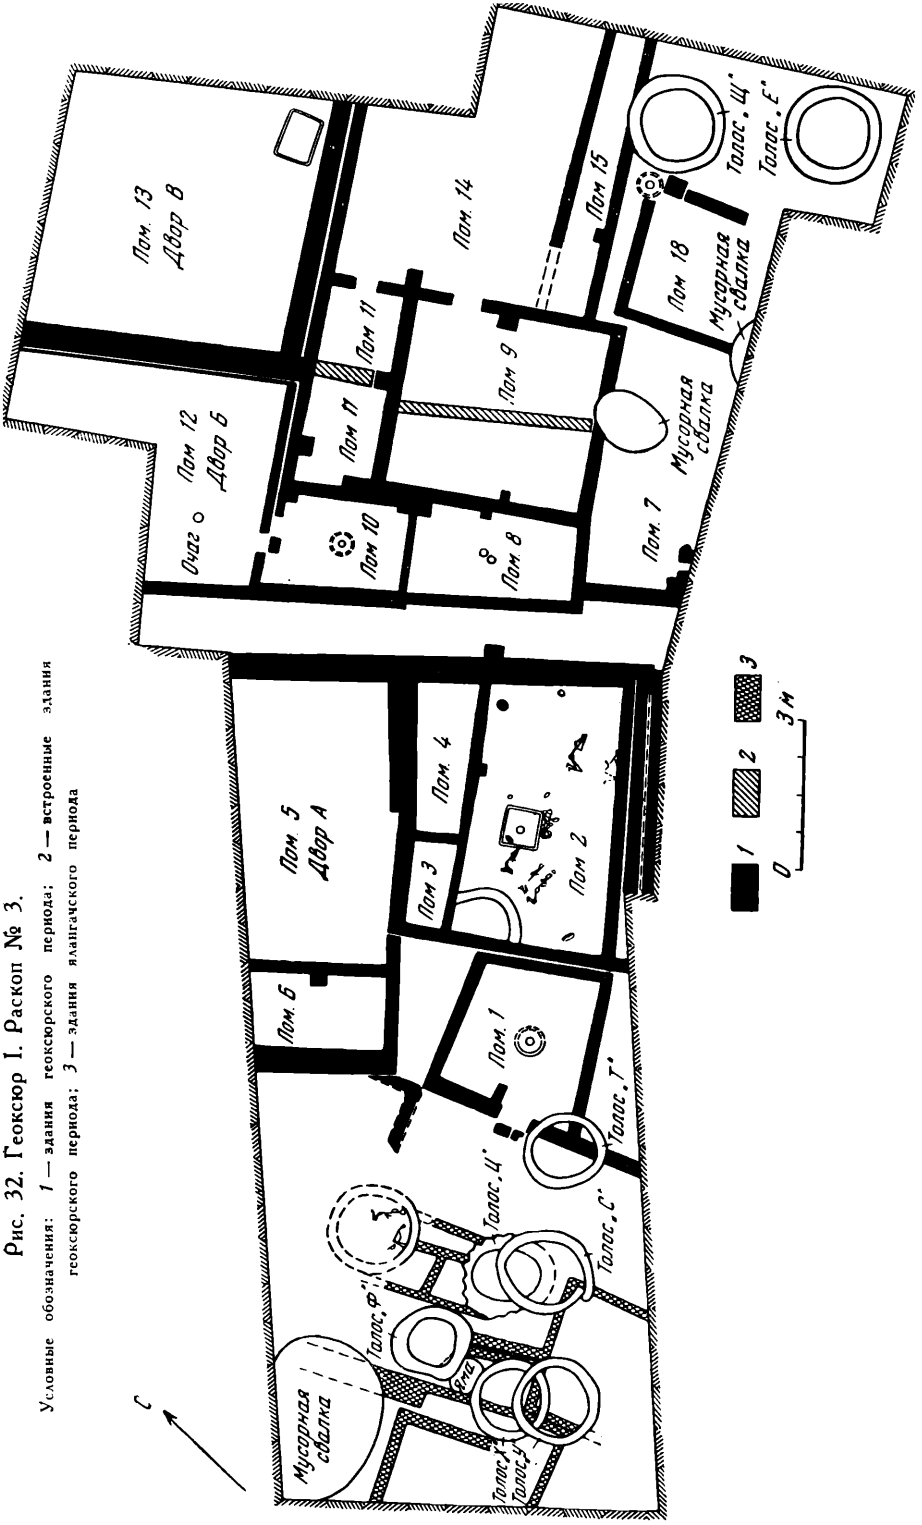 Рис. 32. Геоксюр I. Раскоп № 3.
Условные обозначения: 1 — здания геоксюрского периода; 2 — встроенные здания
геоксюрского периода; 3 — здания ялангачского периода
С
Мусорная
свалка
Толос „Ф"
Яма
Толос „Х"
Толос „У"
Толос „Ц"
Толос „С"
Толос „Т"
Пом. 6
Пом. 1
Пом. 5
Двор А
Пом 3
Пом. 4
Пом 2
Пом 12
Двор Б
Очаг
Пом. 13
Двор В
Пом 10
Пом 11
Пом 11
Пом. 8
Пом 9
Пом. 14
Пом 15
Пом. 7
Мусорная
свалка
Пом 18
Мусорная
свалка
Толос „Щ"
Толос „Е"
1
2
3
0
3 м